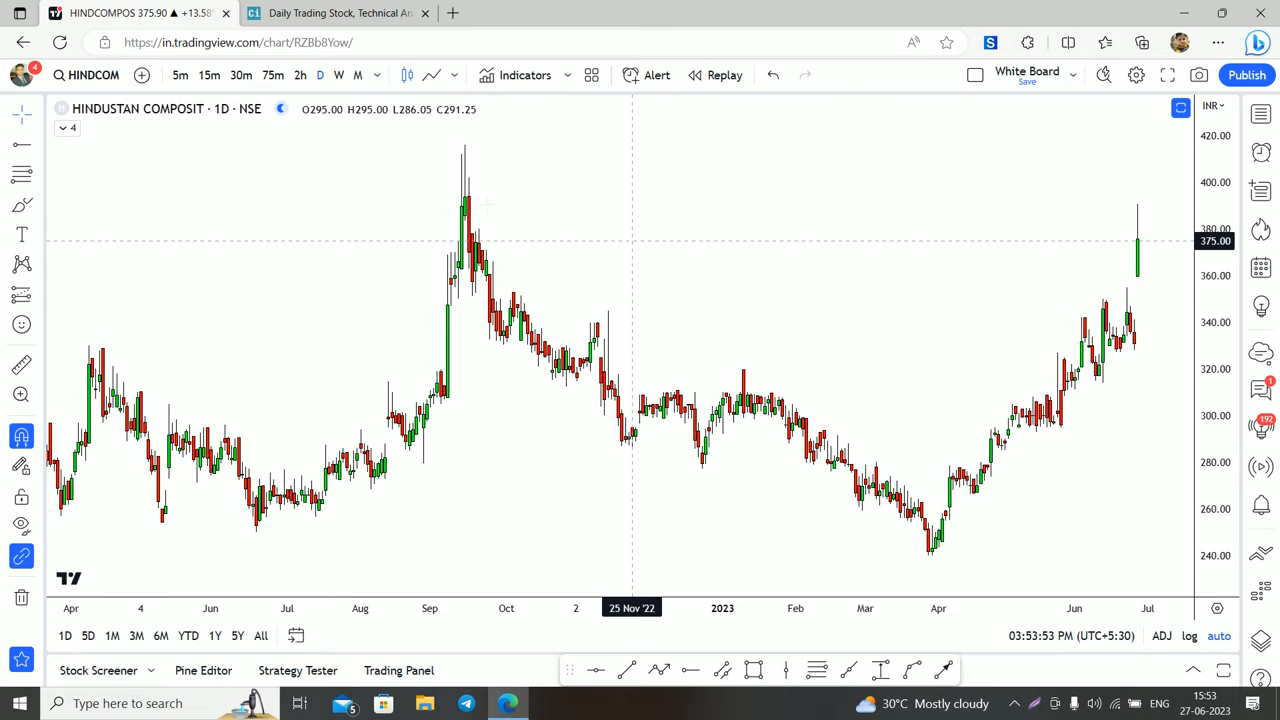 HINDCOMPOS 375.90 ▲ +13.58%
Daily Trading Stock, Technical An
https://in.tradingview.com/chart/RZBb8Yow/
4
HINDCOM
5m 15m 30m 75m 2h D W M
Indicators
Alert
Replay
White Board
Save
Publish
HINDUSTAN COMPOSIT · 1D · NSE
O295.00 H295.00 L286.05 C291.25
INR
4
420.00
400.00
380.00
375.00
360.00
340.00
320.00
300.00
280.00
260.00
240.00
1
192
Apr 4 Jun Jul Aug Sep Oct 2 25 Nov '22 2023 Feb Mar Apr Jun Jul
1D 5D 1M 3M 6M YTD 1Y 5Y All
03:53:53 PM (UTC+5:30) ADJ log auto
Stock Screener
Pine Editor
Strategy Tester
Trading Panel
Type here to search
5
30°C Mostly cloudy
ENG
15:53
27-06-2023